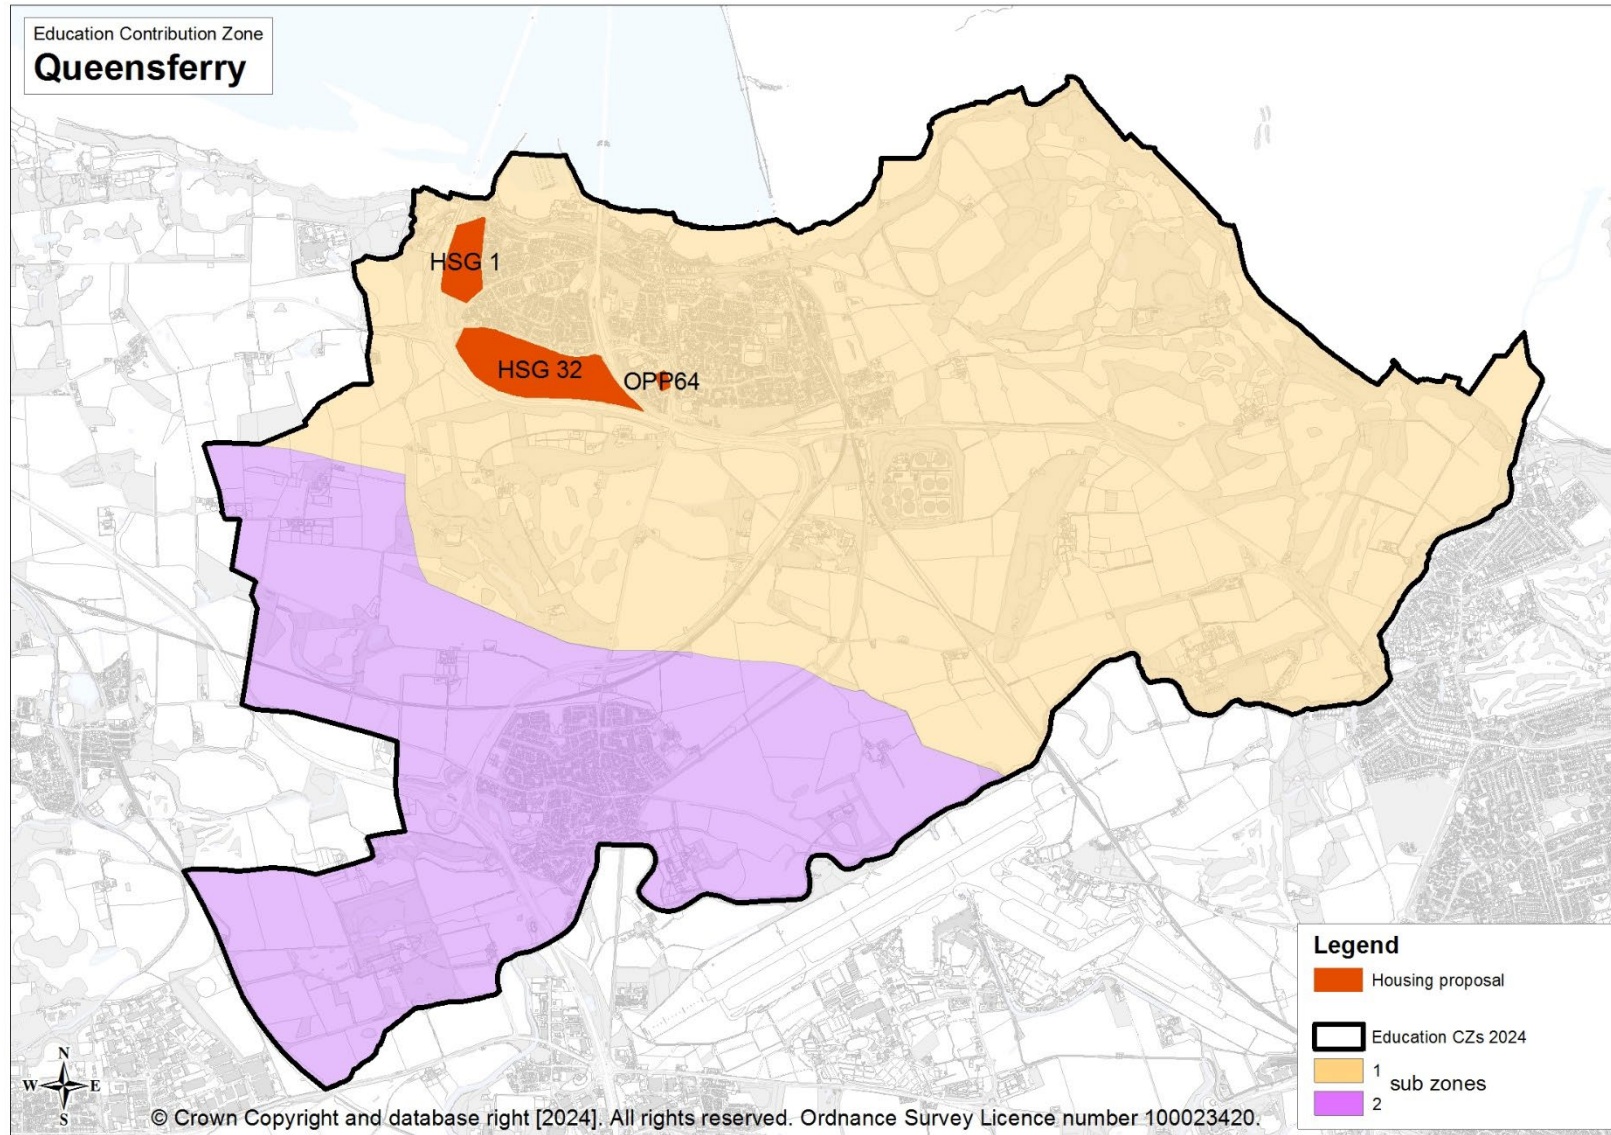 Education Contribution Zone
Queensferry
HSG 1
HSG 32
OPP64
Legend
Housing proposal
Education CZs 2024
1
sub zones
2
N
W
E
S
© Crown Copyright and database right [2024]. All rights reserved. Ordnance Survey Licence number 100023420.